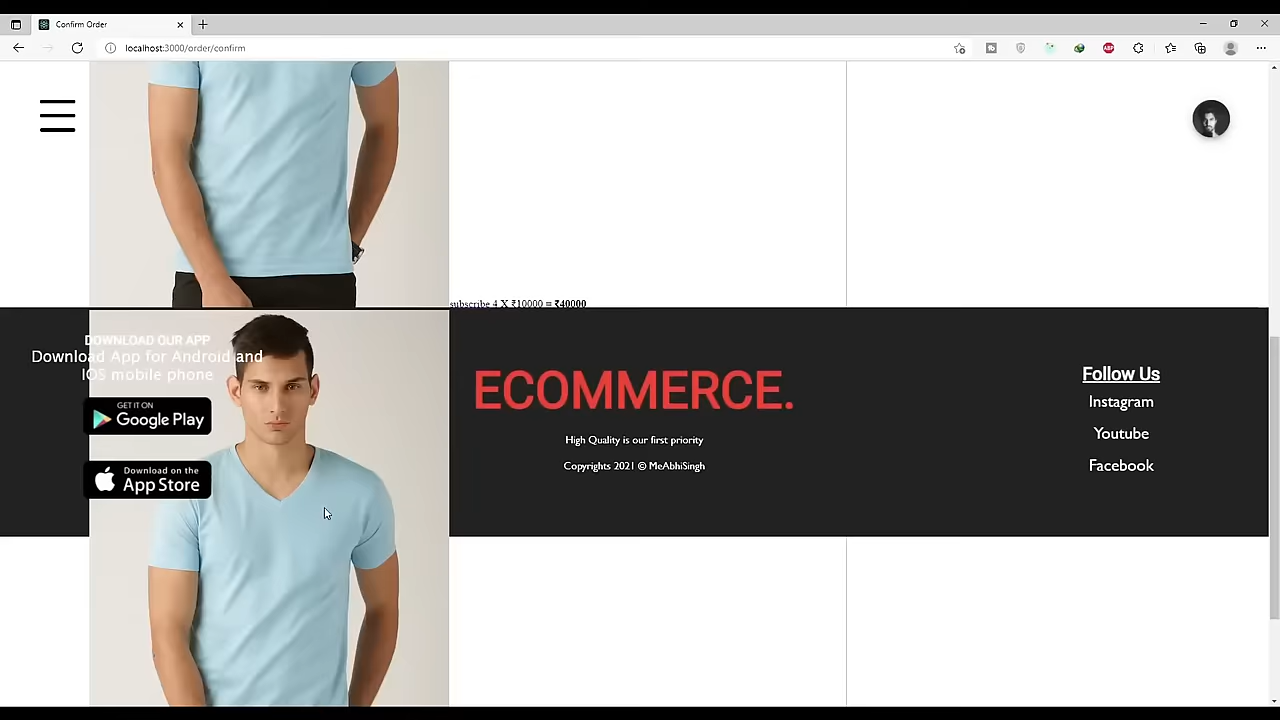 Confirm Order
localhost:3000/order/confirm
ABP
subscribe 4 X ₹10000 = ₹40000
DOWNLOAD OUR APP
Download App for Android and
IOS mobile phone
GET IT ON
Google Play
Download on the
App Store
ECOMMERCE.
High Quality is our first priority
Copyrights 2021 © MeAbhiSingh
Follow Us
Instagram
Youtube
Facebook